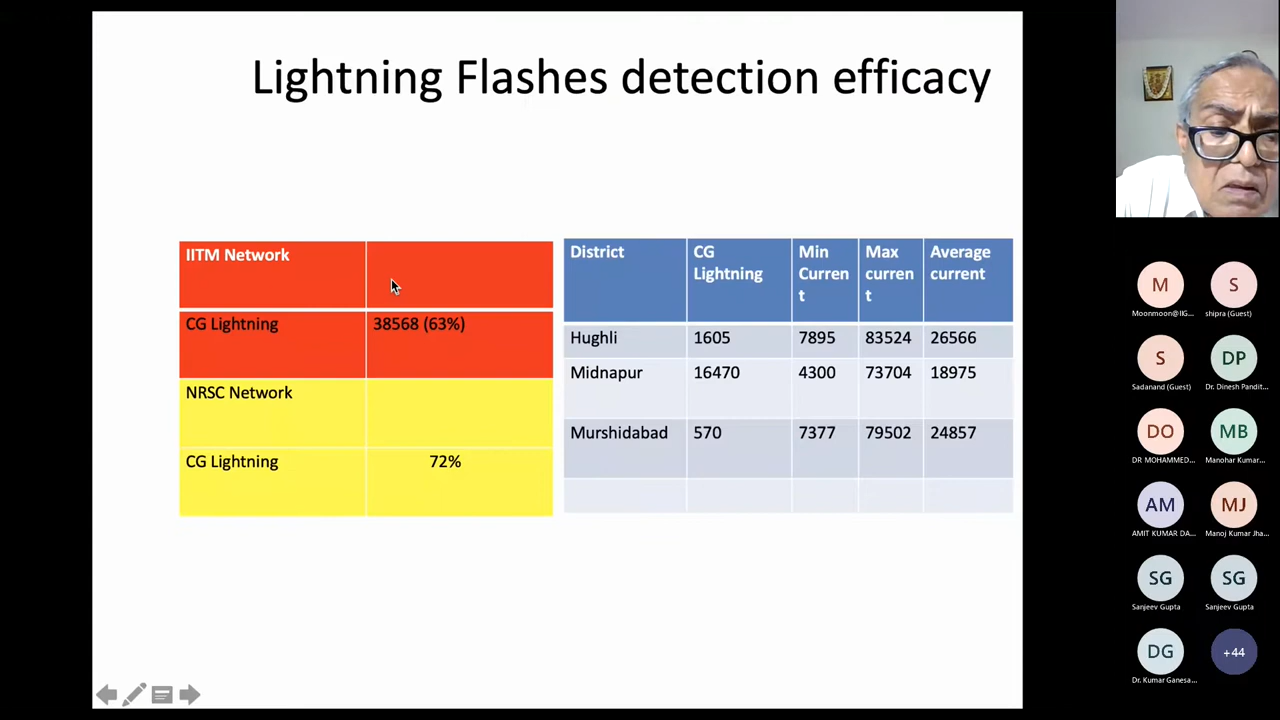 Lightning Flashes detection efficacy
IITM Network
CG Lightning 38568 (63%)
NRSC Network
CG Lightning 72%
District CG Min Max Average
Lightning Curren curren current
t t
Hughli 1605 7895 83524 26566
Midnapur 16470 4300 73704 18975
Murshidabad 570 7377 79502 24857
M S
Moonmoon@IIG... shipra (Guest)
S DP
Sadanand (Guest) Dr. Dinesh Pandit...
DO MB
DR MOHAMMED... Manohar Kumar...
AM MJ
AMIT KUMAR DA... Manoj Kumar Jha...
SG SG
Sanjeev Gupta Sanjeev Gupta
DG +44
Dr. Kumar Ganesa...